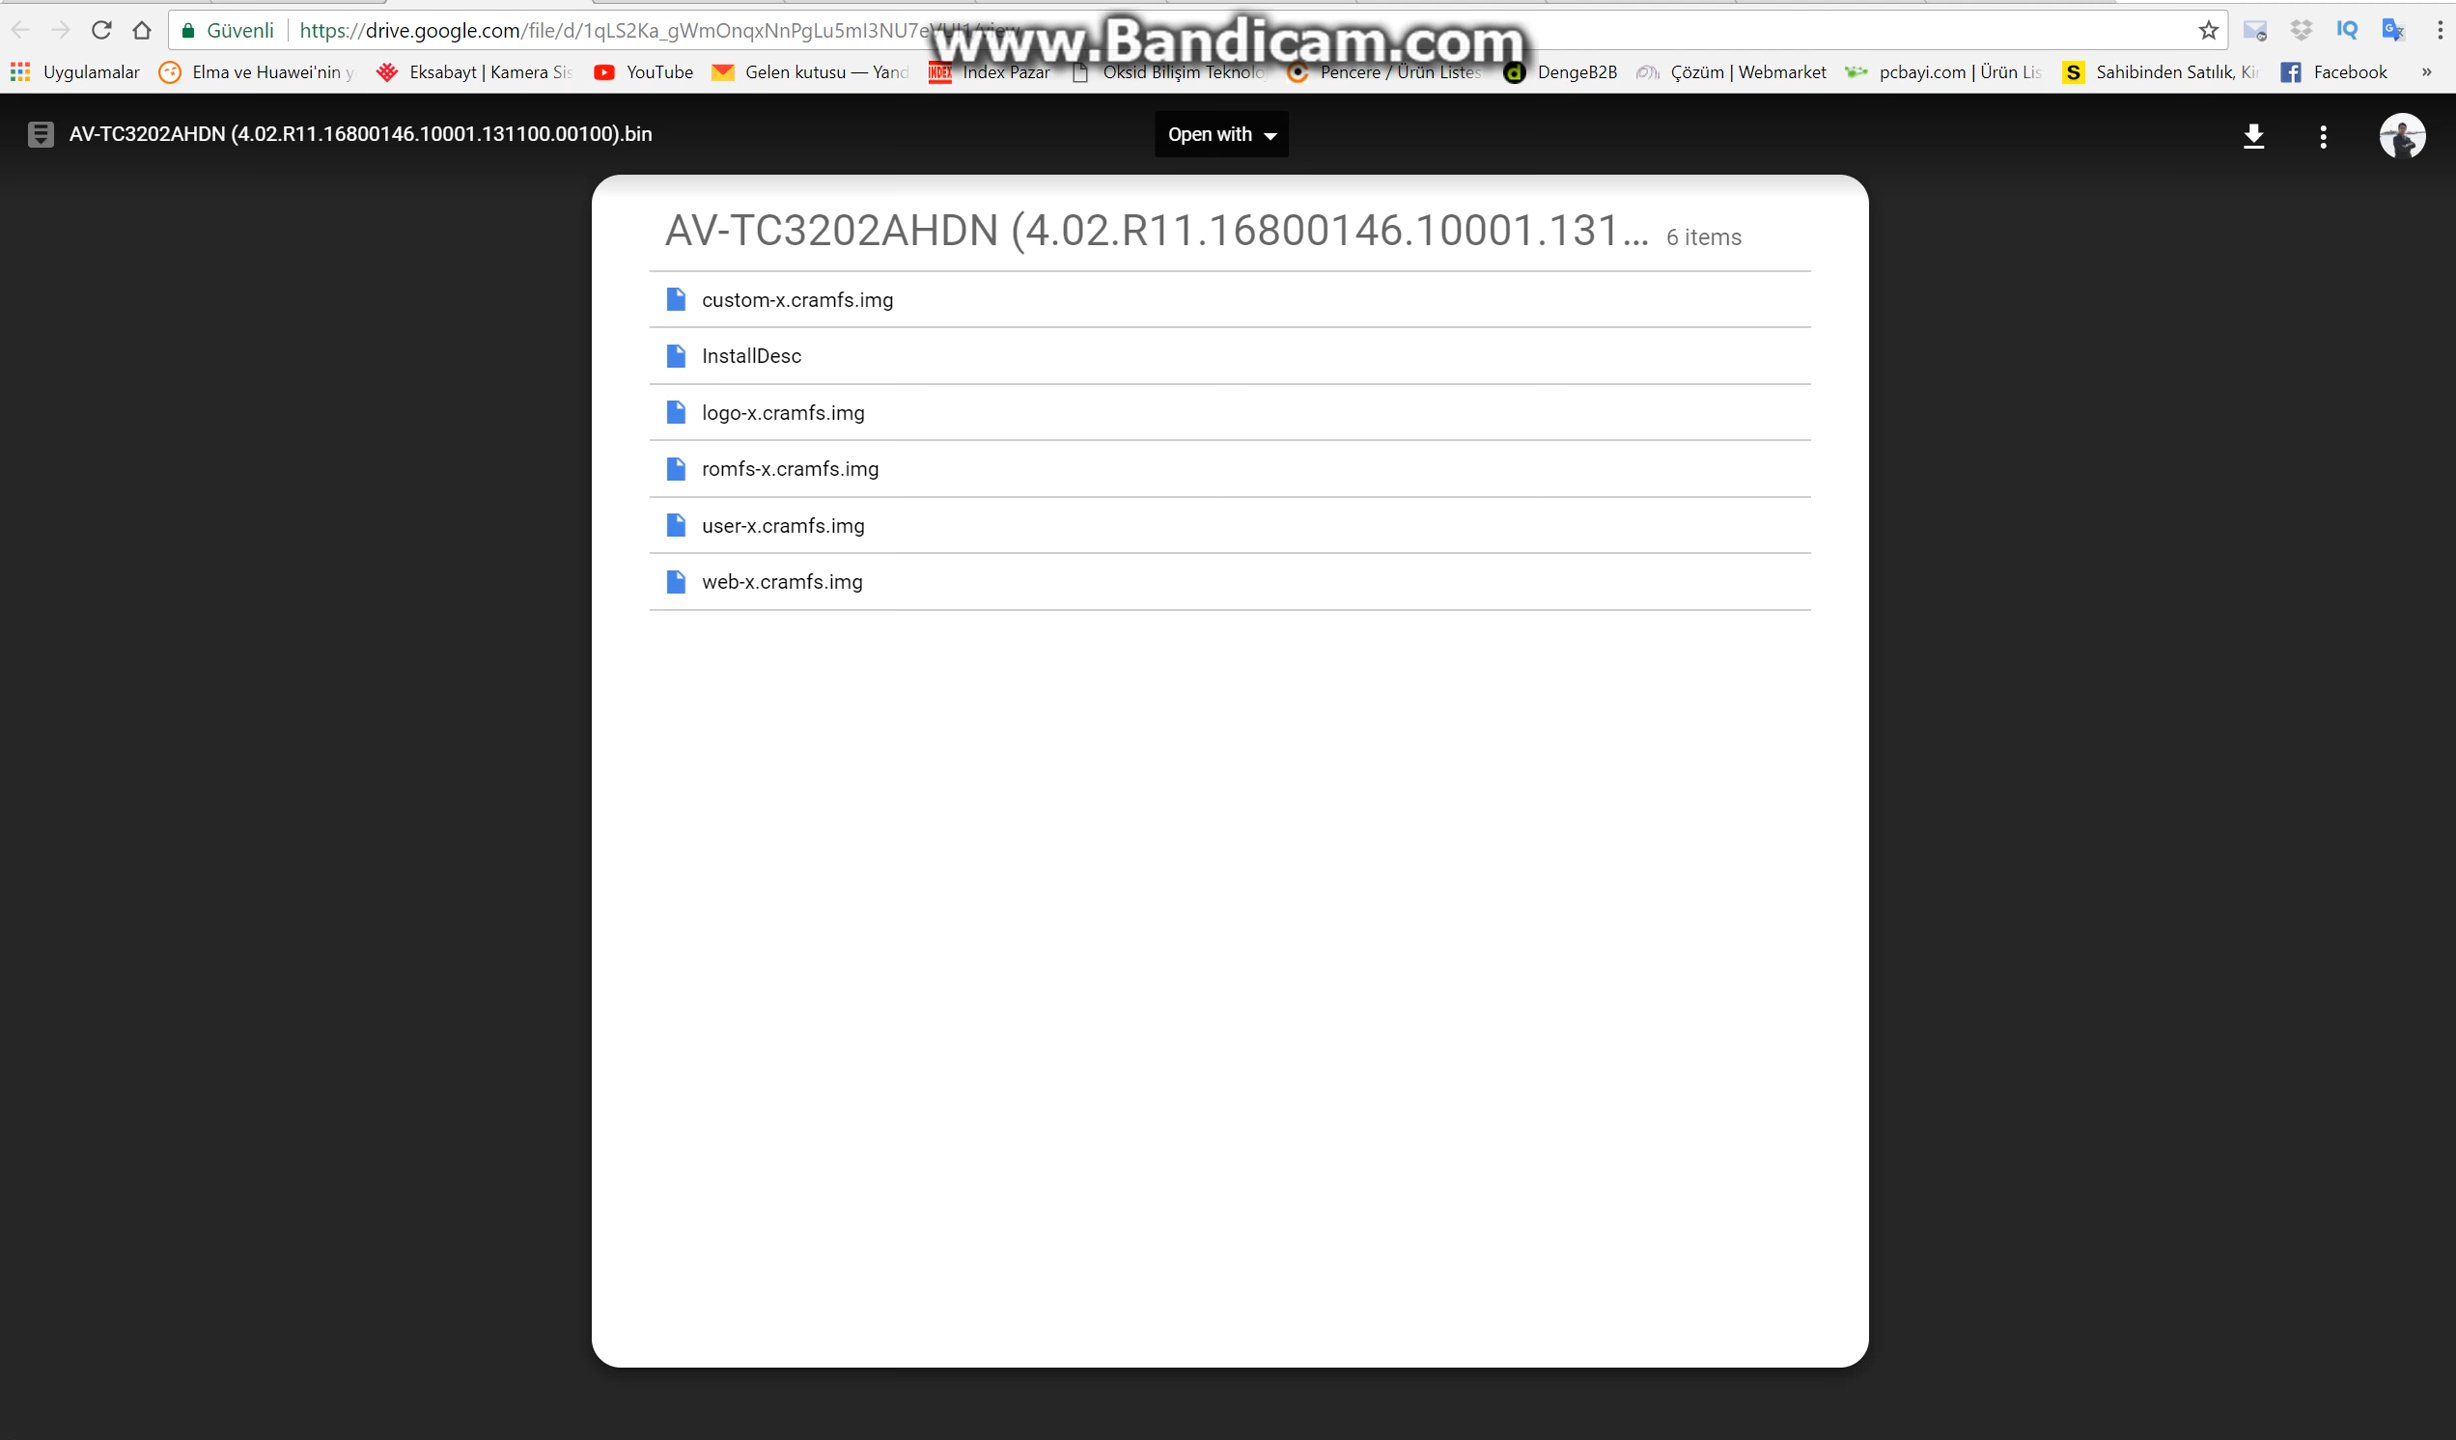 Güvenli https://drive.google.com/file/d/1qLS2Ka_gWmOnqxNnPgLu5mI3NU7e
www.Bandicam.com
Uygulamalar Elma ve Huawei'nin Eksabayt | Kamera Sis YouTube Gelen kutusu — Yand INDEX Index Pazar Oksid Bilişim Teknolo Pencere / Ürün Listes DengeB2B Çözüm | Webmarket pcbayi.com | Ürün Lis S Sahibinden Satılık, Kir Facebook »
AV-TC3202AHDN (4.02.R11.16800146.10001.131100.00100).bin
Open with
AV-TC3202AHDN (4.02.R11.16800146.10001.131... 6 items
custom-x.cramfs.img
InstallDesc
logo-x.cramfs.img
romfs-x.cramfs.img
user-x.cramfs.img
web-x.cramfs.img